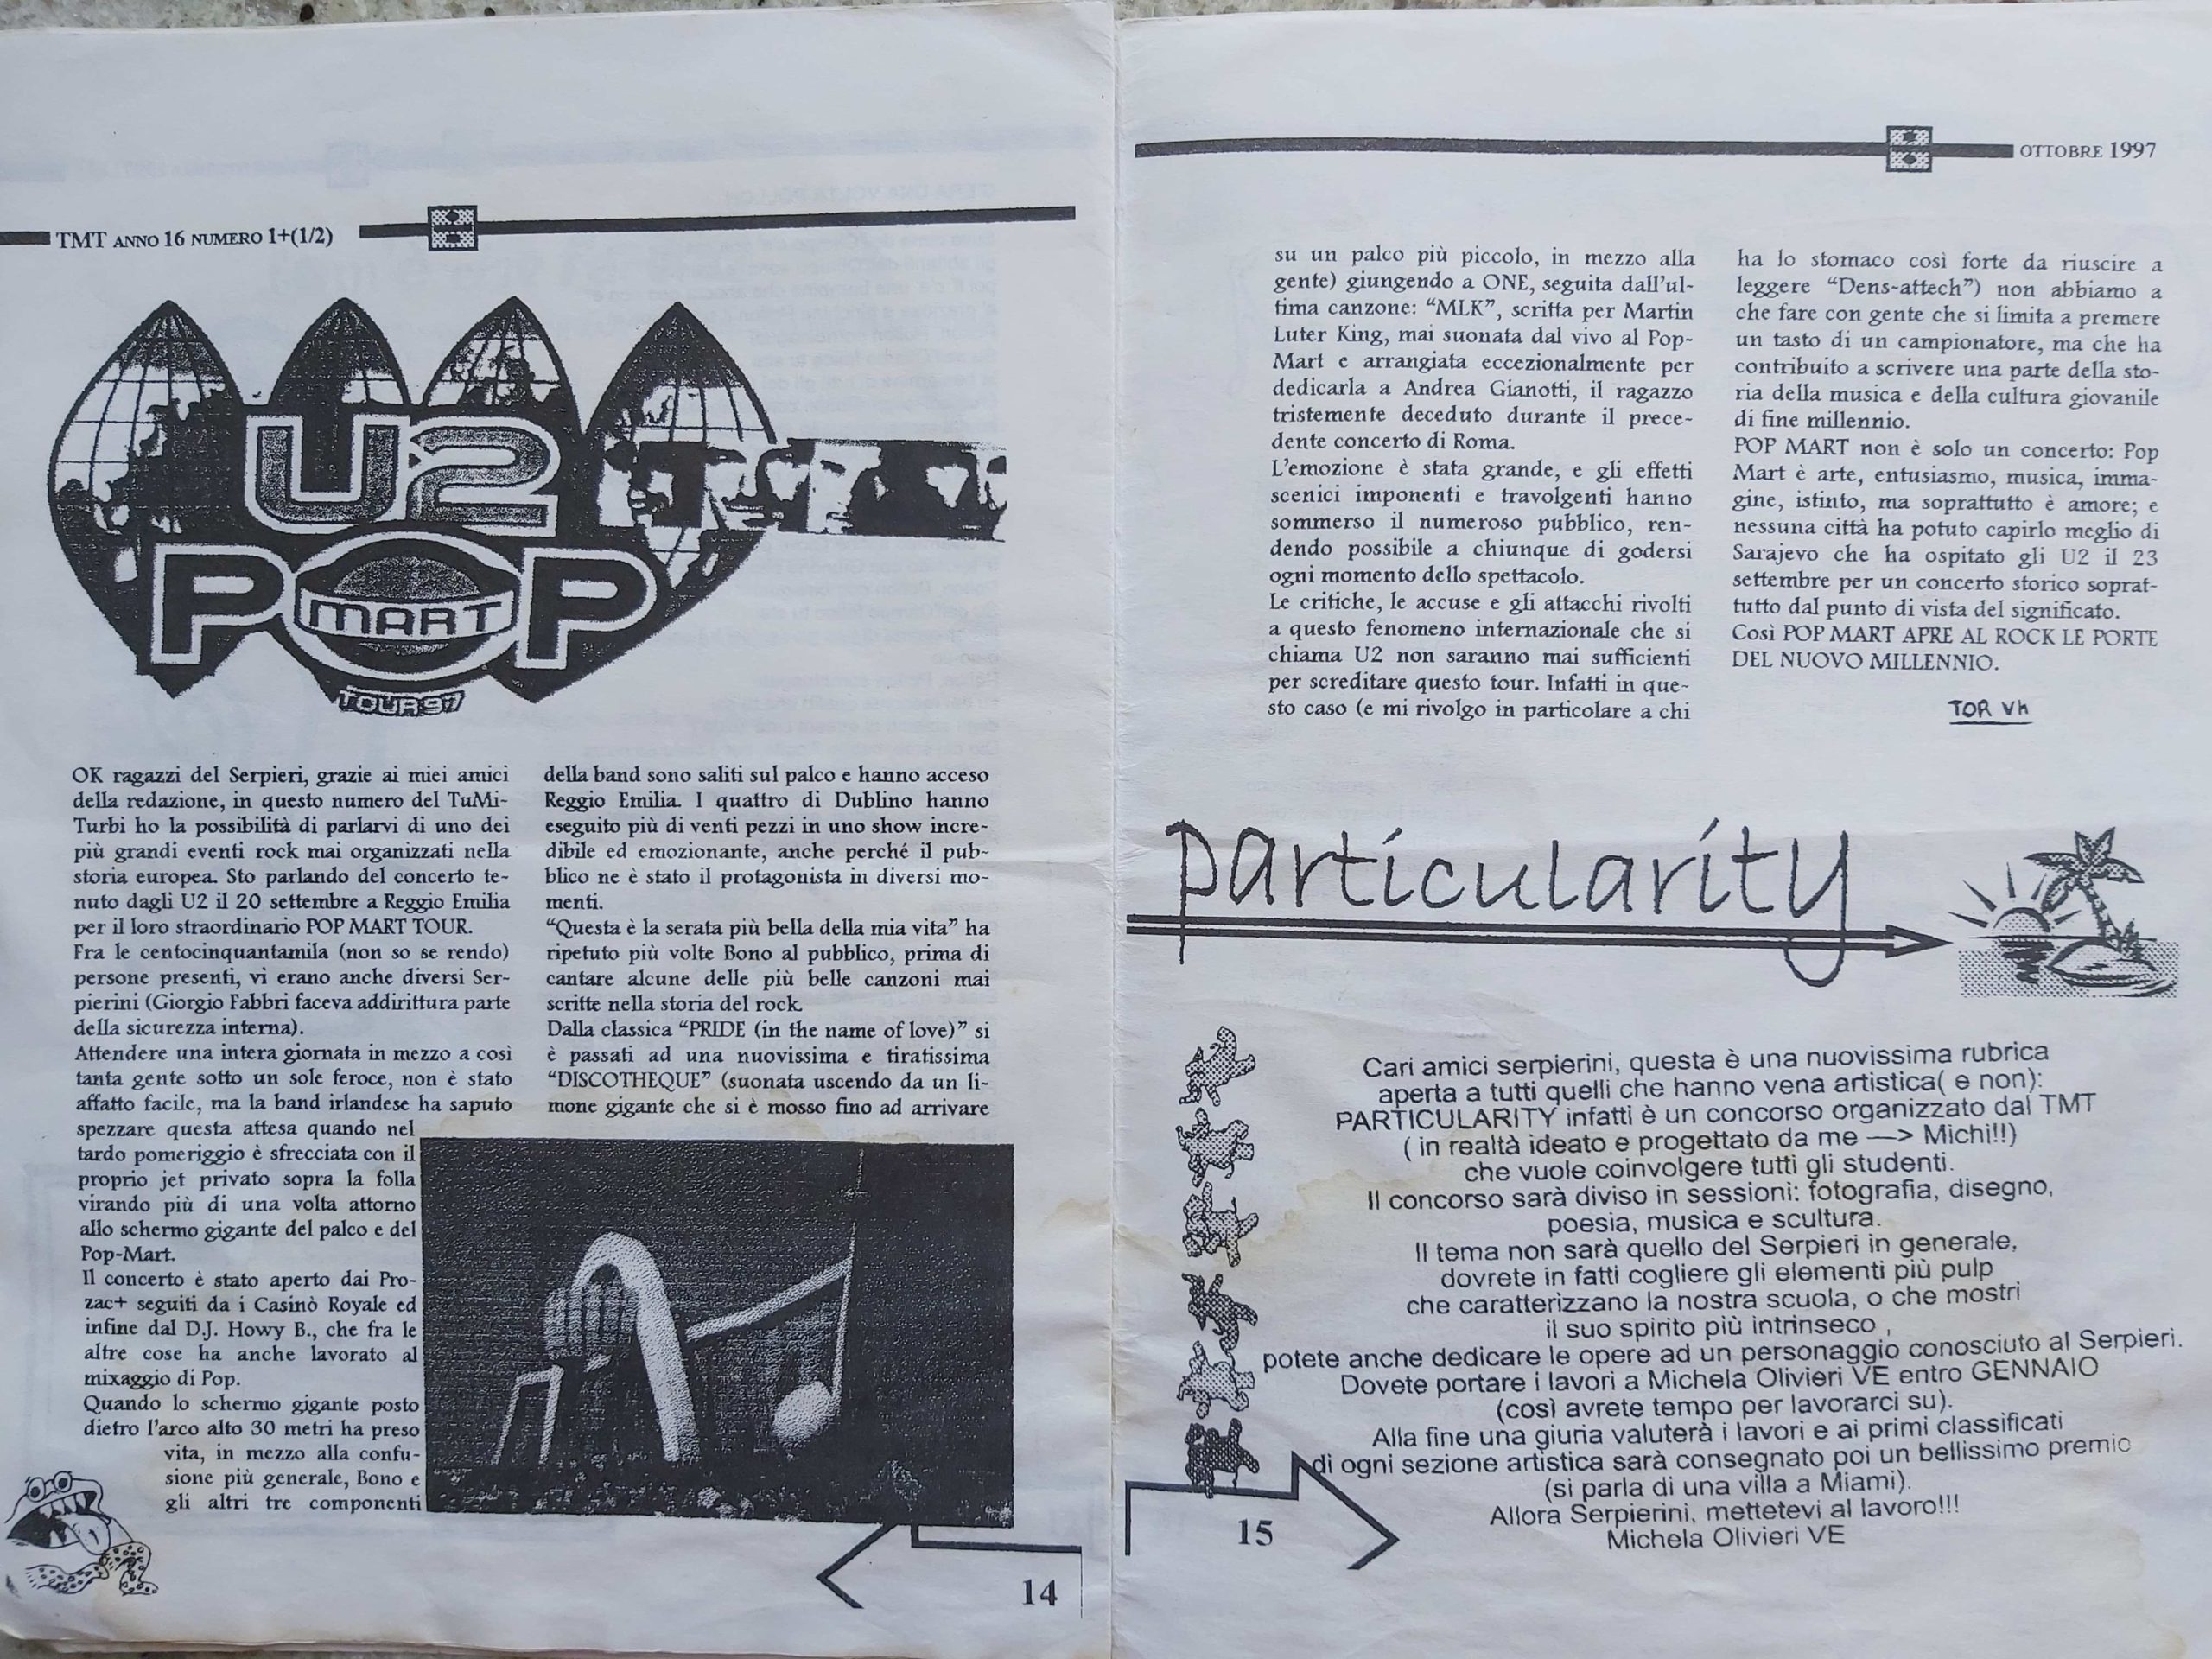 TMT ANNO 16 NUMERO 1+(1/2)
U2
POP
MART
TOUR 97
OK ragazzi del Serpieri, grazie ai miei amici
della redazione, in questo numero del TuMi-
Turbi ho la possibilità di parlarvi di uno dei
più grandi eventi rock mai organizzati nella
storia europea. Sto parlando del concerto te-
nuto dagli U2 il 20 settembre a Reggio Emilia
per il loro straordinario POP MART TOUR.
Fra le centocinquantamila (non so se rendo)
persone presenti, vi erano anche diversi Ser-
pierini (Giorgio Fabbri faceva addirittura parte
della sicurezza interna).
Attendere una intera giornata in mezzo a così
tanta gente sotto un sole feroce, non è stato
affatto facile, ma la band irlandese ha saputo
spezzare questa attesa quando nel
tardo pomeriggio è sfrecciata con il
proprio jet privato sopra la folla
virando più di una volta attorno
allo schermo gigante del palco e del
Pop-Mart.
Il concerto è stato aperto dai Pro-
zac+ seguiti da i Casinò Royale ed
infine dal D.J. Howy B., che fra le
altre cose ha anche lavorato al
mixaggio di Pop.
Quando lo schermo gigante posto
dietro l'arco alto 30 metri ha preso
vita, in mezzo alla confu-
sione più generale, Bono e
gli altri tre componenti
della band sono saliti sul palco e hanno acceso
Reggio Emilia. I quattro di Dublino hanno
eseguito più di venti pezzi in uno show incre-
dibile ed emozionante, anche perché il pub-
blico ne è stato il protagonista in diversi mo-
menti.
“Questa è la serata più bella della mia vita” ha
ripetuto più volte Bono al pubblico, prima di
cantare alcune delle più belle canzoni mai
scritte nella storia del rock.
Dalla classica “PRIDE (in the name of love)” si
è passati ad una nuovissima e tiratissima
“DISCOTHEQUE” (suonata uscendo da un li-
mone gigante che si è mosso fino ad arrivare
14
OTTOBRE 1997
su un palco più piccolo, in mezzo alla
gente) giungendo a ONE, seguita dall'ul-
tima canzone: “MLK”, scritta per Martin
Luter King, mai suonata dal vivo al Pop-
Mart e arrangiata eccezionalmente per
dedicarla a Andrea Gianotti, il ragazzo
tristemente deceduto durante il prece-
dente concerto di Roma.
L'emozione è stata grande, e gli effetti
scenici imponenti e travolgenti hanno
sommerso il numeroso pubblico, ren-
dendo possibile a chiunque di godersi
ogni momento dello spettacolo.
Le critiche, le accuse e gli attacchi rivolti
a questo fenomeno internazionale che si
chiama U2 non saranno mai sufficienti
per screditare questo tour. Infatti in que-
sto caso (e mi rivolgo in particolare a chi
ha lo stomaco così forte da riuscire a
leggere “Dens-attech”) non abbiamo a
che fare con gente che si limita a premere
un tasto di un campionatore, ma che ha
contribuito a scrivere una parte della sto-
ria della musica e della cultura giovanile
di fine millennio.
POP MART non è solo un concerto: Pop
Mart è arte, entusiasmo, musica, imma-
gine, istinto, ma soprattutto è amore; e
nessuna città ha potuto capirlo meglio di
Sarajevo che ha ospitato gli U2 il 23
settembre per un concerto storico soprat-
tutto dal punto di vista del significato.
Così POP MART APRE AL ROCK LE PORTE
DEL NUOVO MILLENNIO.
TOR Vh
particularity
Cari amici serpierini, questa è una nuovissima rubrica
aperta a tutti quelli che hanno vena artistica( e non):
PARTICULARITY infatti è un concorso organizzato dal TMT
( in realtà ideato e progettato da me —> Michi!!)
che vuole coinvolgere tutti gli studenti.
Il concorso sarà diviso in sessioni: fotografia, disegno,
poesia, musica e scultura.
Il tema non sarà quello del Serpieri in generale,
dovrete in fatti cogliere gli elementi più pulp
che caratterizzano la nostra scuola, o che mostri
il suo spirito più intrinseco ,
potete anche dedicare le opere ad un personaggio conosciuto al Serpieri.
Dovete portare i lavori a Michela Olivieri VE entro GENNAIO
(così avrete tempo per lavorarci su).
Alla fine una giuria valuterà i lavori e ai primi classificati
di ogni sezione artistica sarà consegnato poi un bellissimo premio
(si parla di una villa a Miami).
Allora Serpierini, mettetevi al lavoro!!!
Michela Olivieri VE
15